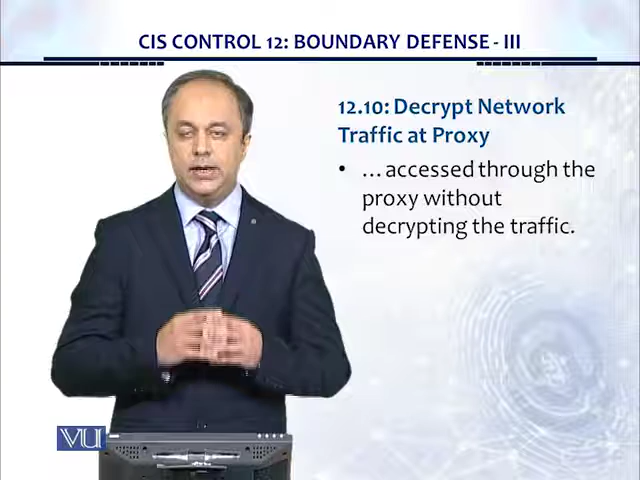 CIS CONTROL 12: BOUNDARY DEFENSE - III
12.10: Decrypt Network
Traffic at Proxy
• … accessed through the
proxy without
decrypting the traffic.
VU